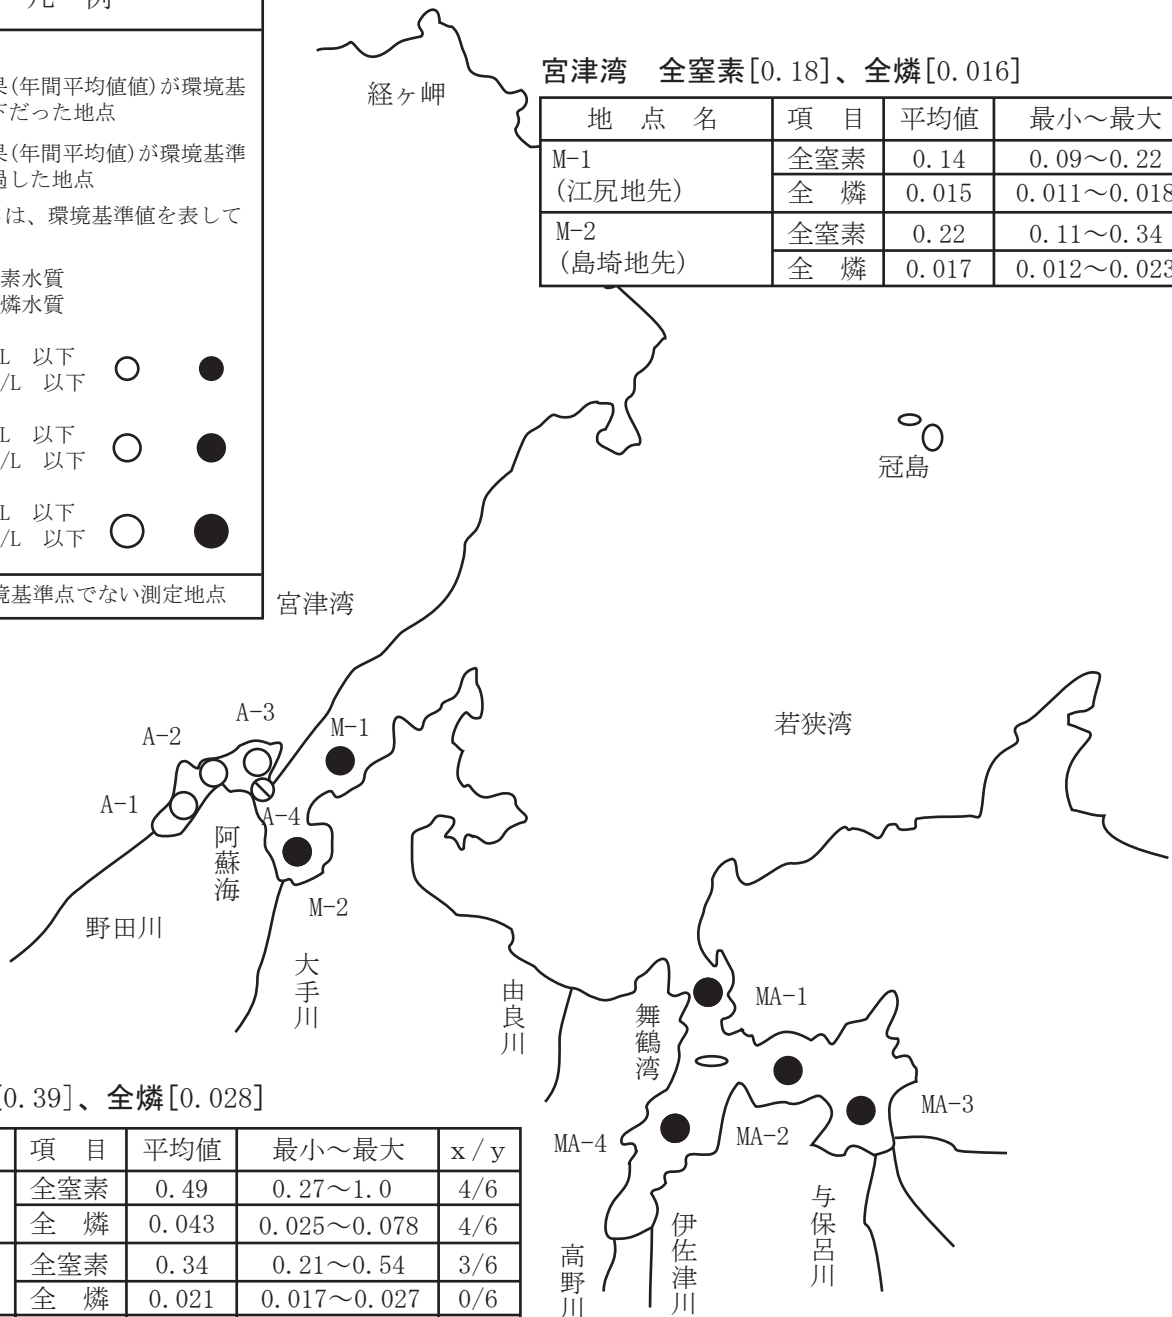 凡 例
(年間平均値値)が環境基
だった地点
(年間平均値)が環境基準
過した地点
は、環境基準値を表して
素水質
燐水質
L 以下
/L 以下
L 以下
/L 以下
L 以下
/L 以下
境基準点でない測定地点
経ヶ岬
宮津湾 全窒素[0.18]、全燐[0.016]
地 点 名 項 目 平均値 最小～最大
M-1 全窒素 0.14 0.09～0.22
(江尻地先) 全 燐 0.015 0.011～0.018
M-2 全窒素 0.22 0.11～0.34
(島埼地先) 全 燐 0.017 0.012～0.023
冠島
宮津湾
若狭湾
A-3
M-1
A-2
A-1
A-4
阿蘇海
M-2
野田川
大手川
由良川
舞鶴湾
MA-1
MA-3
MA-2
MA-4
与保呂川
伊佐津川
高野川
[0.39]、全燐[0.028]
項 目 平均値 最小～最大 x/y
全窒素 0.49 0.27～1.0 4/6
全 燐 0.043 0.025～0.078 4/6
全窒素 0.34 0.21～0.54 3/6
全 燐 0.021 0.017～0.027 0/6